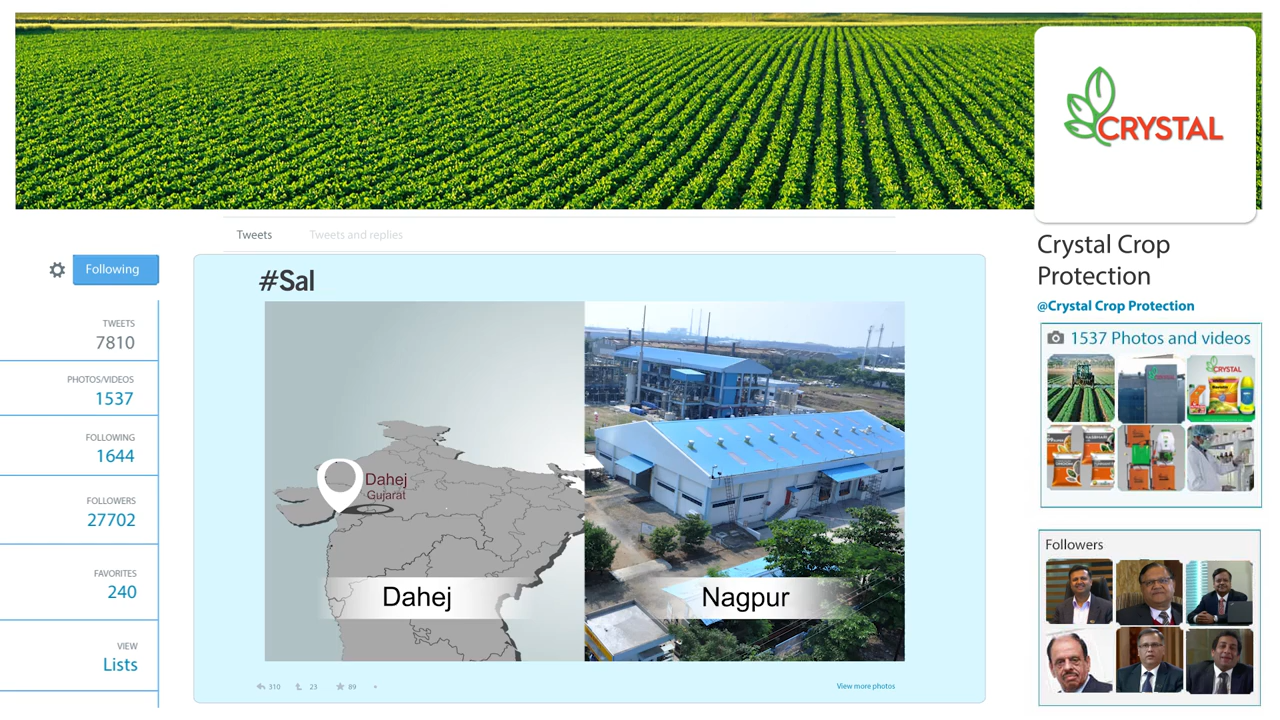 CRYSTAL
Tweets
Tweets and replies
Following
TWEETS
7810
PHOTOS/VIDEOS
1537
FOLLOWING
1644
FOLLOWERS
27702
FAVORITES
240
VIEW
Lists
#Sal
Dahej
Gujarat
Dahej
Nagpur
310
23
89
View more photos
Crystal Crop
Protection
@Crystal Crop Protection
1537 Photos and videos
CRYSTAL
CRYSTAL
Followers